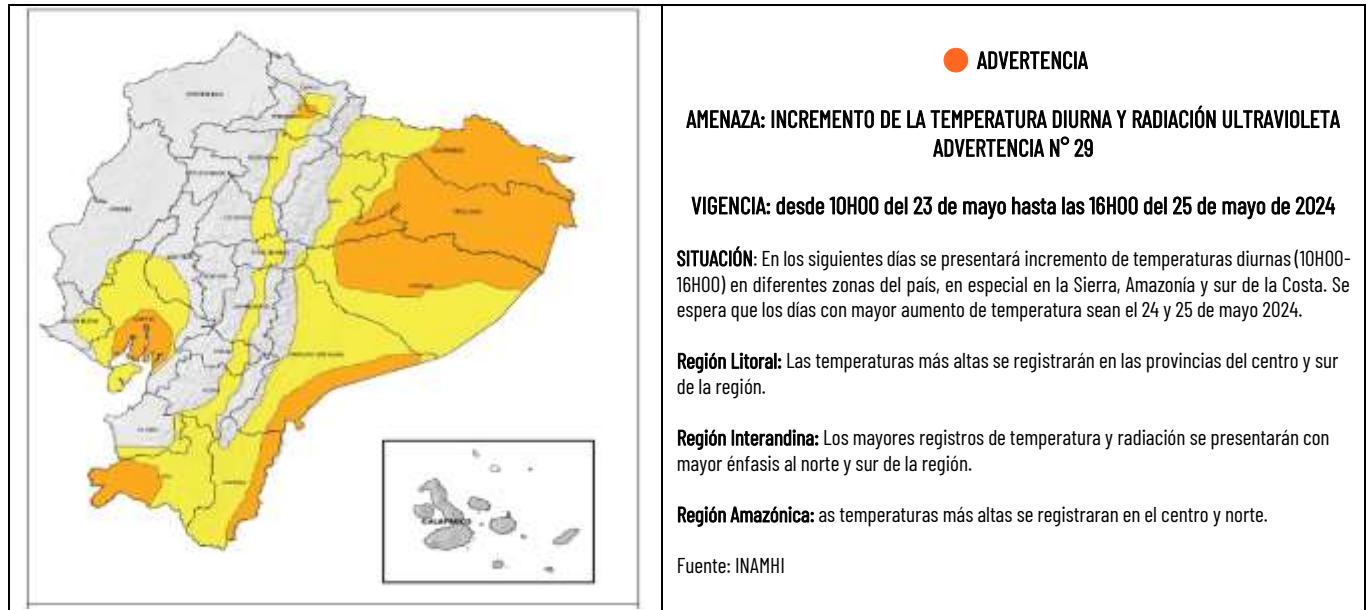 GALÁPAGOS
ADVERTENCIA
AMENAZA: INCREMENTO DE LA TEMPERATURA DIURNA Y RADIACIÓN ULTRAVIOLETA
ADVERTENCIA N° 29
VIGENCIA: desde 10H00 del 23 de mayo hasta las 16H00 del 25 de mayo de 2024
SITUACIÓN: En los siguientes días se presentará incremento de temperaturas diurnas (10H00-
16H00) en diferentes zonas del país, en especial en la Sierra, Amazonía y sur de la Costa. Se
espera que los días con mayor aumento de temperatura sean el 24 y 25 de mayo 2024.
Región Litoral: Las temperaturas más altas se registrarán en las provincias del centro y sur
de la región.
Región Interandina: Los mayores registros de temperatura y radiación se presentarán con
mayor énfasis al norte y sur de la región.
Región Amazónica: as temperaturas más altas se registraran en el centro y norte.
Fuente: INAMHI